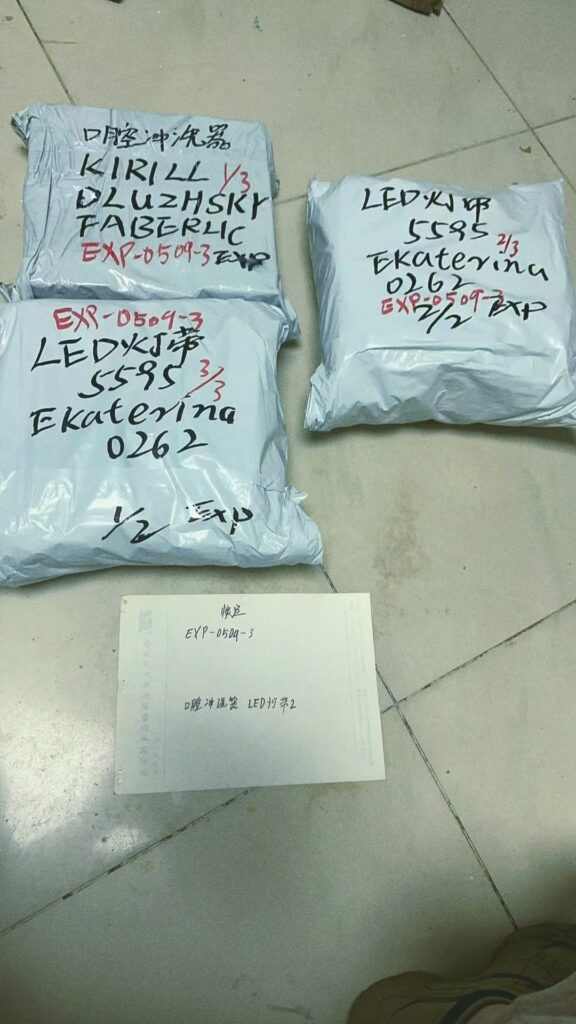 口腔冲洗器
KIRILL 1/3
DLUZHSKY
FABERLIC
EXP-0509-3 EXP
LED灯带
5595 2/3
Ekaterina
0262
EXP-0509-3
2/2 EXP
EXP-0509-3
LED灯带
5595 3/3
Ekaterina
0262
1/2 Exp
快运
EXP-0509-3
口腔冲洗器 LED灯带2